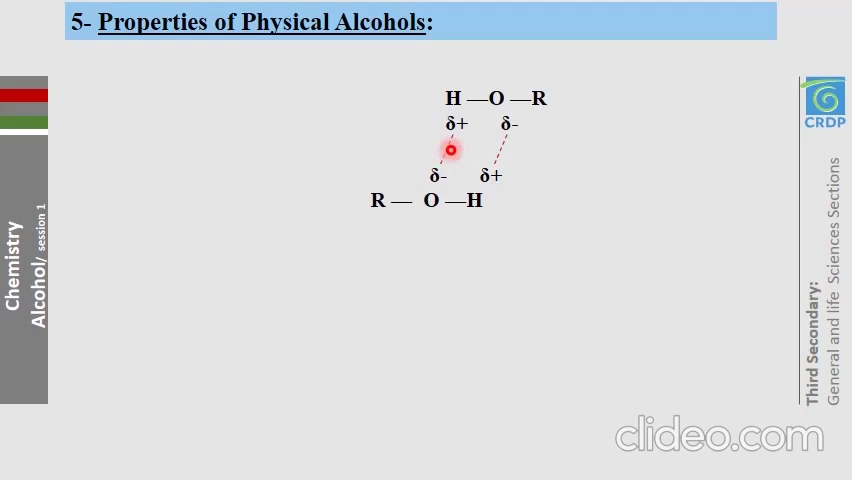 5- Properties of Physical Alcohols:
H —O —R
δ+ δ-
δ- δ+
R — O —H
Chemistry
Alcohol/ session 1
CRDP
Third Secondary:
General and life Sciences Sections
clideo.com